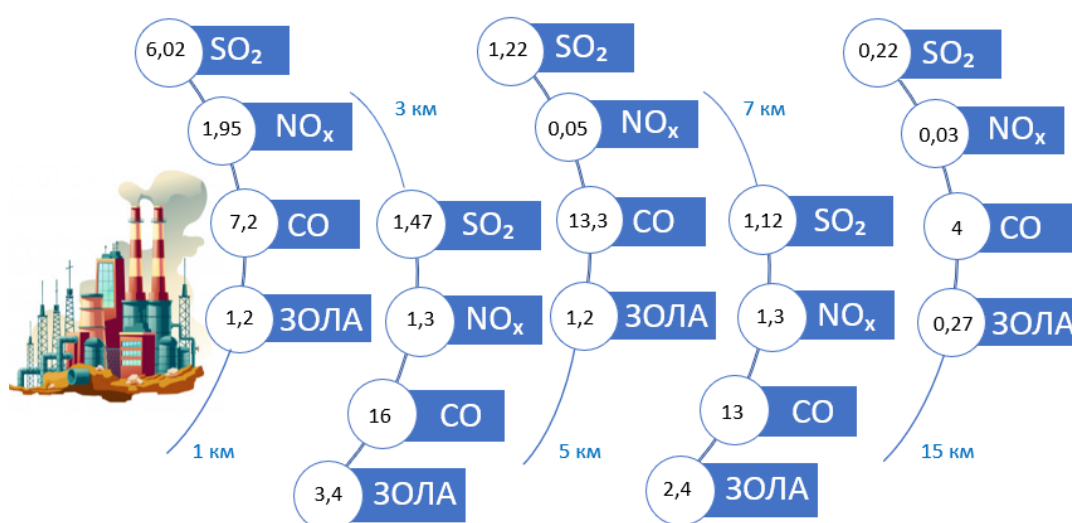 6,02 SO₂
1,95 NOₓ
7,2 CO
1,2 ЗОЛА
1 км
3 км
1,47 SO₂
1,3 NOₓ
16 CO
3,4 ЗОЛА
1,22 SO₂
0,05 NOₓ
13,3 CO
1,2 ЗОЛА
5 км
7 км
1,12 SO₂
1,3 NOₓ
13 CO
2,4 ЗОЛА
0,22 SO₂
0,03 NOₓ
4 CO
0,27 ЗОЛА
15 км